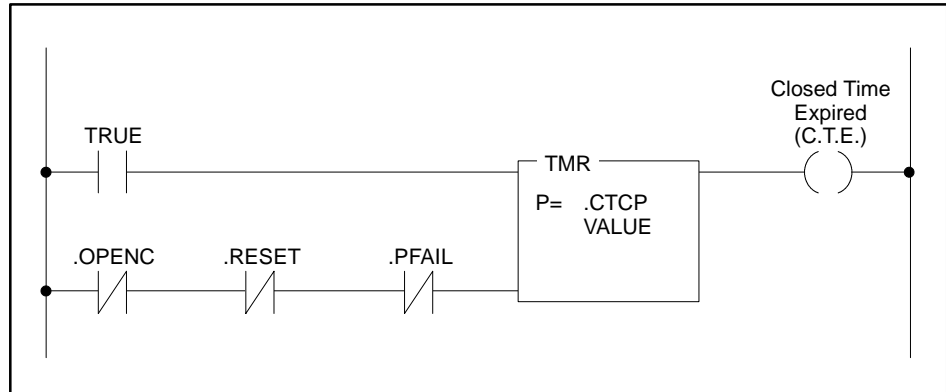 Closed Time
Expired
(C.T.E.)
TRUE
TMR
P= .CTCP
VALUE
.OPENC .RESET .PFAIL